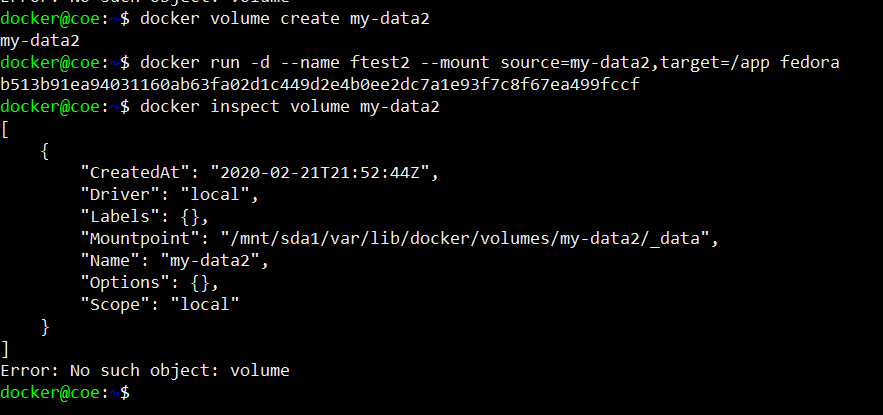 Error: No such object: volume
docker@coe:~$ docker volume create my-data2
my-data2
docker@coe:~$ docker run -d --name ftest2 --mount source=my-data2,target=/app fedora
b513b91ea94031160ab63fa02d1c449d2e4b0ee2dc7a1e93f7c8f67ea499fccf
docker@coe:~$ docker inspect volume my-data2
[
    {
        "CreatedAt": "2020-02-21T21:52:44Z",
        "Driver": "local",
        "Labels": {},
        "Mountpoint": "/mnt/sda1/var/lib/docker/volumes/my-data2/_data",
        "Name": "my-data2",
        "Options": {},
        "Scope": "local"
    }
]
Error: No such object: volume
docker@coe:~$